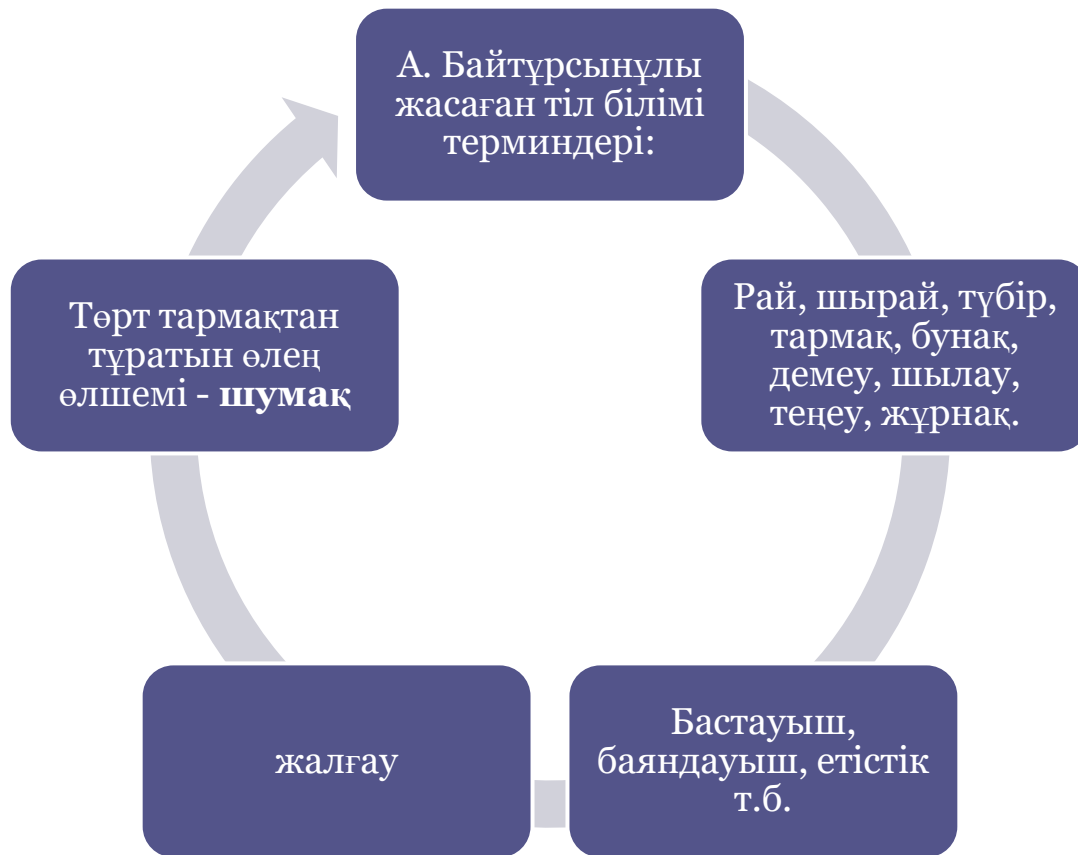 А. Байтұрсынұлы
жасаған тіл білімі
терминдері:
Рай, шырай, түбір,
тармақ, бунақ,
демеу, шылау,
теңеу, жұрнақ.
Бастауыш,
баяндауыш, етістік
т.б.
жалғау
Төрт тармақтан
тұратын өлең
өлшемі - шумақ